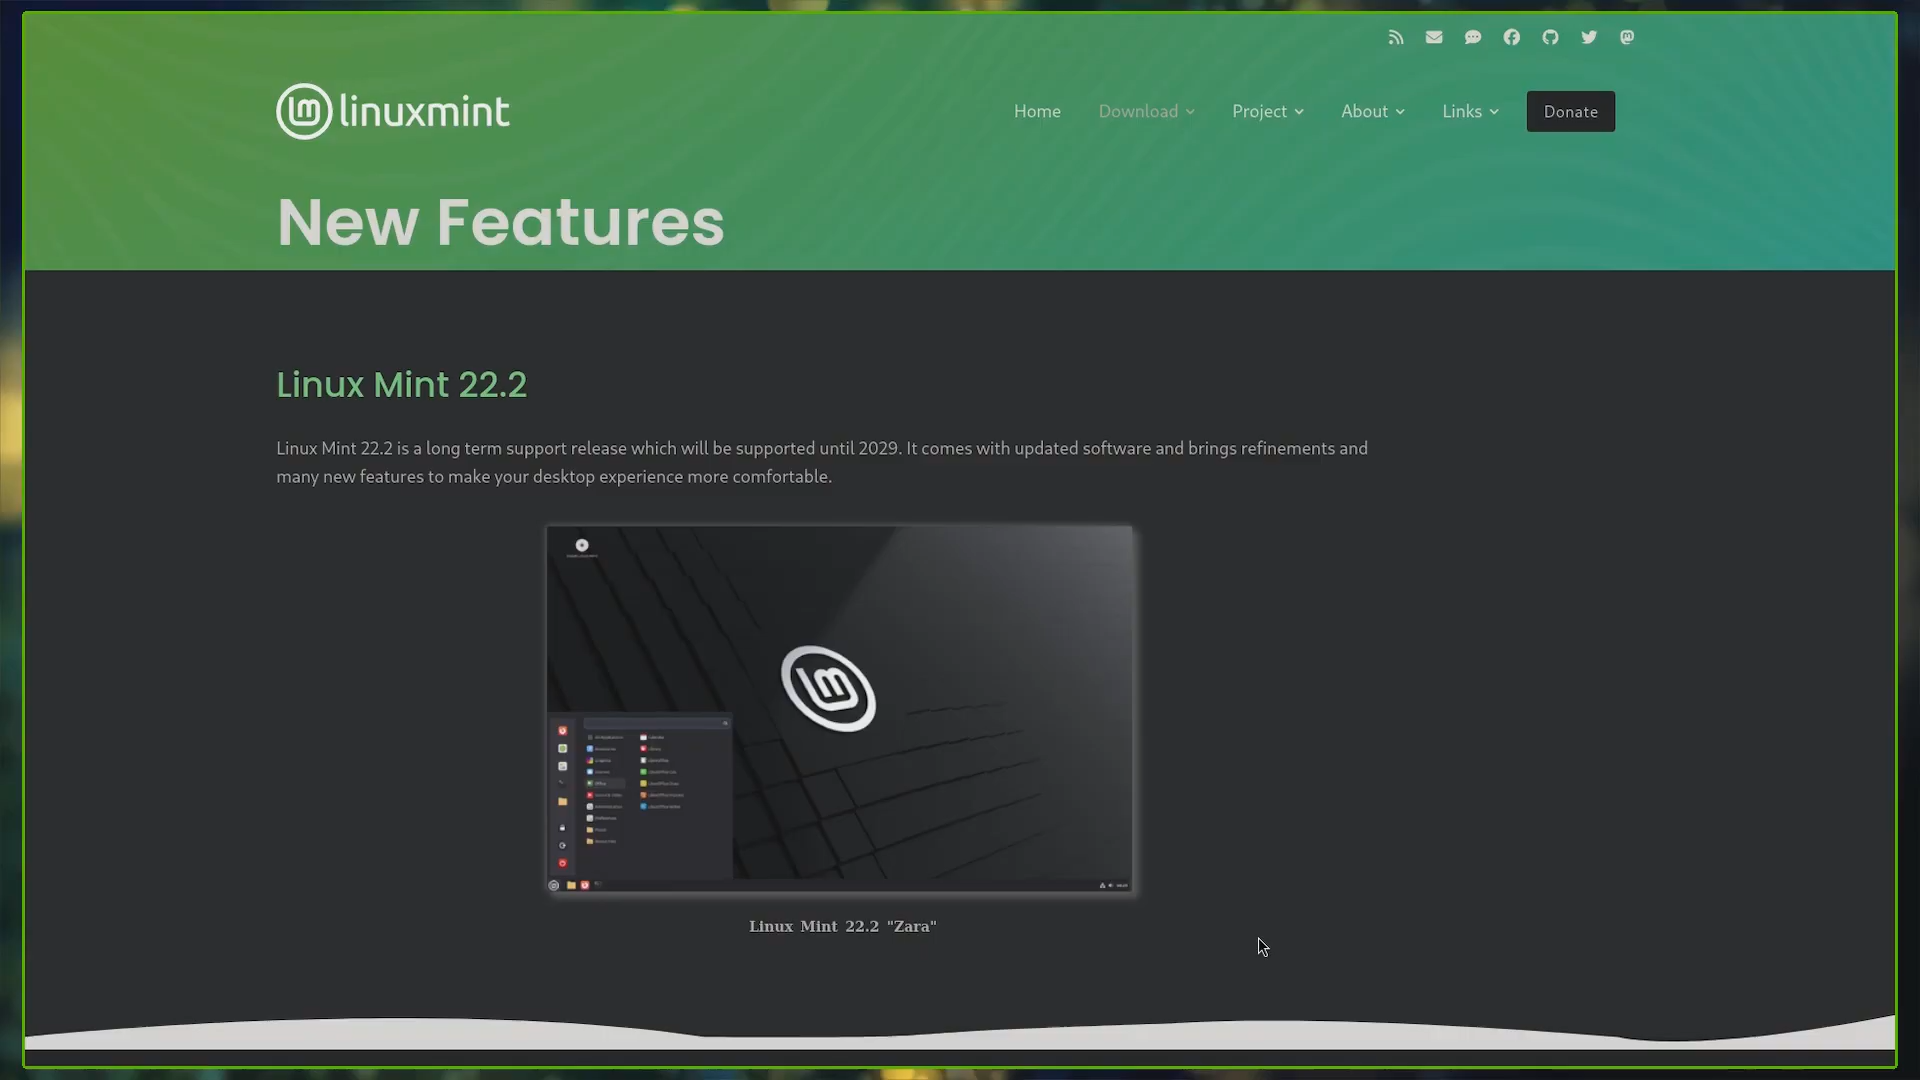 linuxmint
Home Download Project About Links Donate
New Features
Linux Mint 22.2
Linux Mint 22.2 is a long term support release which will be supported until 2029. It comes with updated software and brings refinements and
many new features to make your desktop experience more comfortable.
Linux Mint 22.2 "Zara"